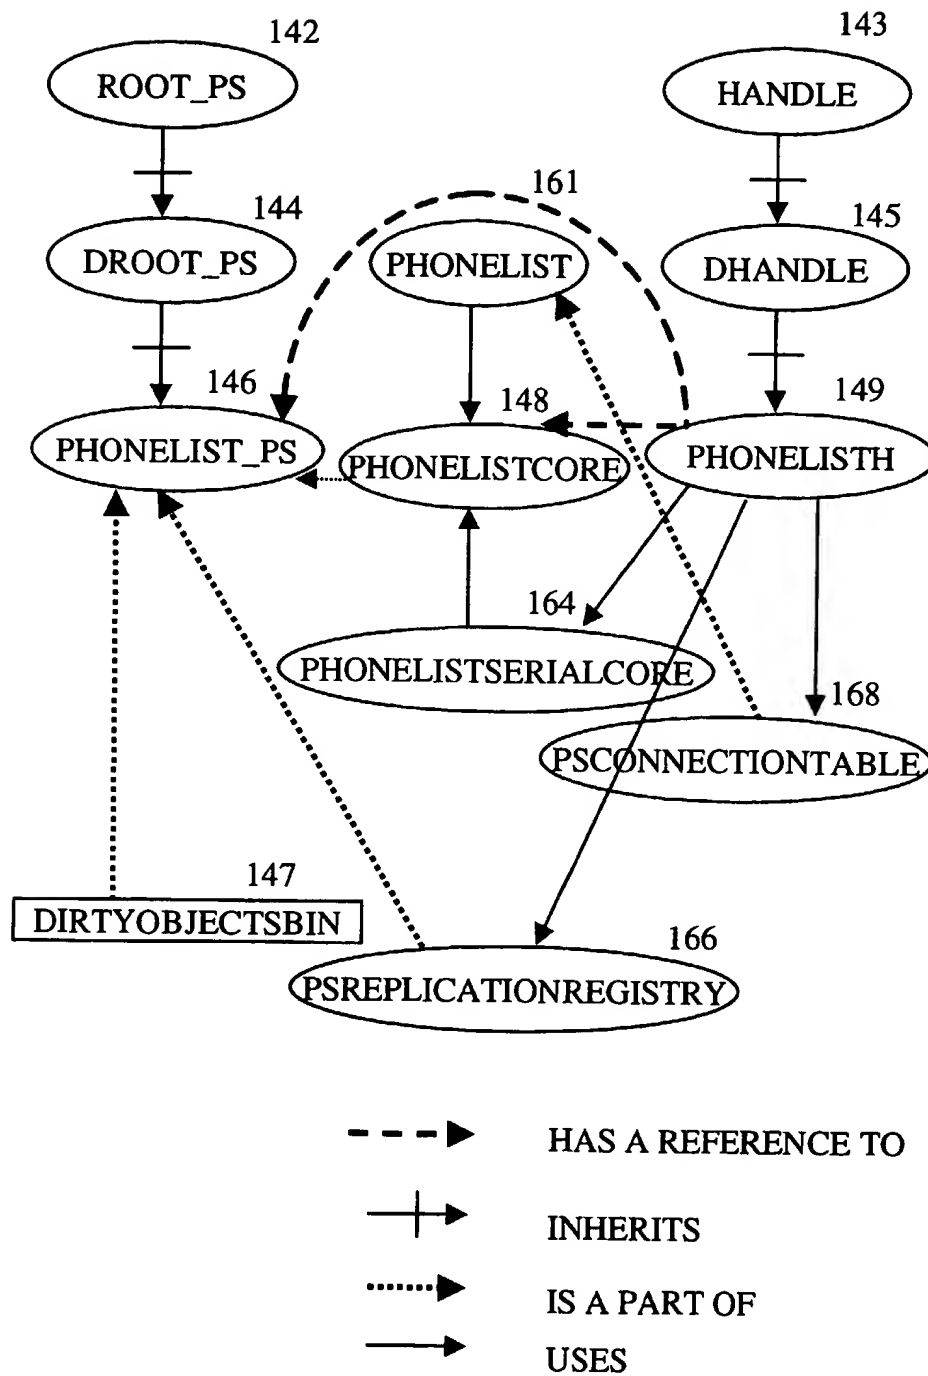 142
ROOT_PS
143
HANDLE
144
DROOT_PS
161
PHONELIST
145
DHANDLE
146
PHONELIST_PS
148
PHONELISTCORE
149
PHONELISTH
164
PHONELISTSERIALCORE
168
PSCONNECTIONTABLE
147
DIRTYOBJECTSBIN
166
PSREPLICATIONREGISTRY
HAS A REFERENCE TO
INHERITS
IS A PART OF
USES